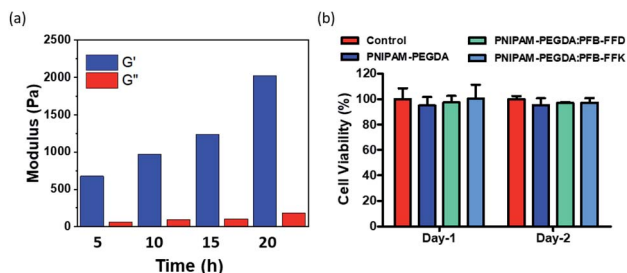 (a)
G'
G"
Modulus (Pa)
2500
2000
1500
1000
500
0
5 10 15 20
Time (h)
(b)
Control
PNIPAM-PEGDA
PNIPAM-PEGDA:PFB-FFD
PNIPAM-PEGDA:PFB-FFK
Cell Viability (%)
120
100
80
60
40
20
0
Day-1 Day-2